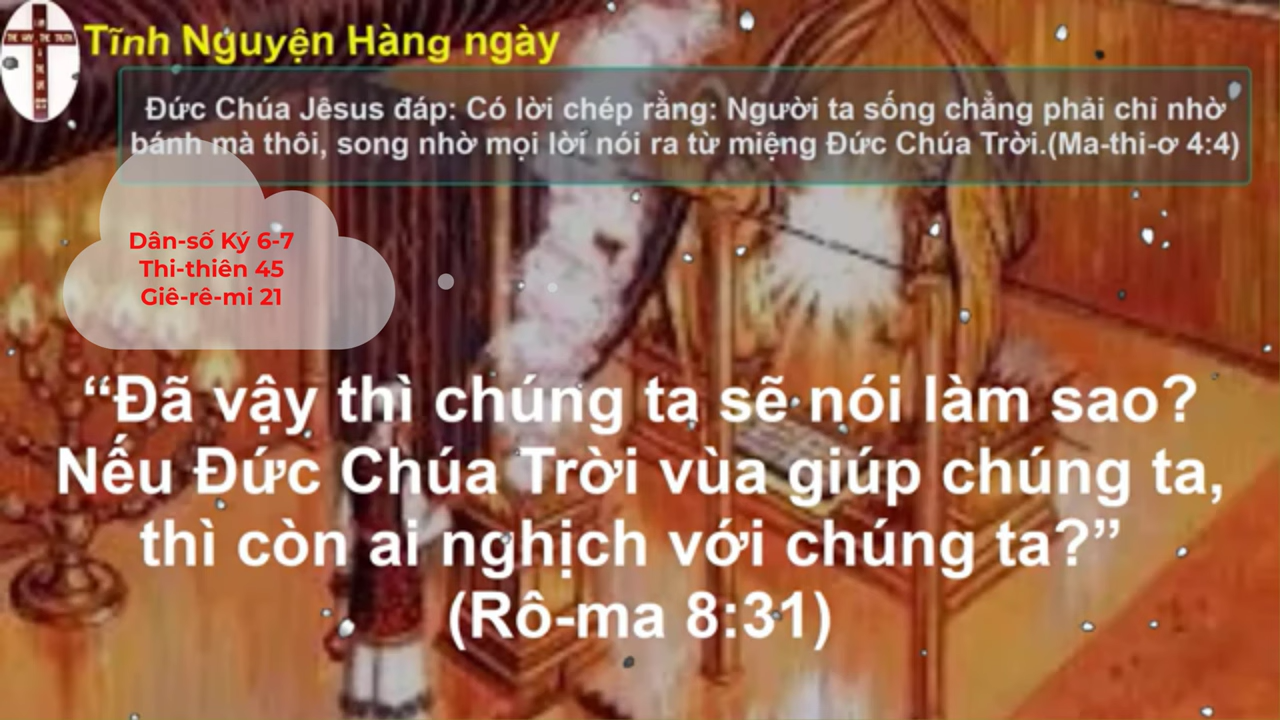 Tĩnh Nguyện Hàng ngày
Đức Chúa Jêsus đáp: Có lời chép rằng: Người ta sống chẳng phải chỉ nhờ
bánh mà thôi, song nhờ mọi lời nói ra từ miệng Đức Chúa Trời.(Ma-thi-ơ 4:4)
Dân-số Ký 6-7
Thi-thiên 45
Giê-rê-mi 21
“Đã vậy thì chúng ta sẽ nói làm sao?
Nếu Đức Chúa Trời vùa giúp chúng ta,
thì còn ai nghịch với chúng ta?”
(Rô-ma 8:31)